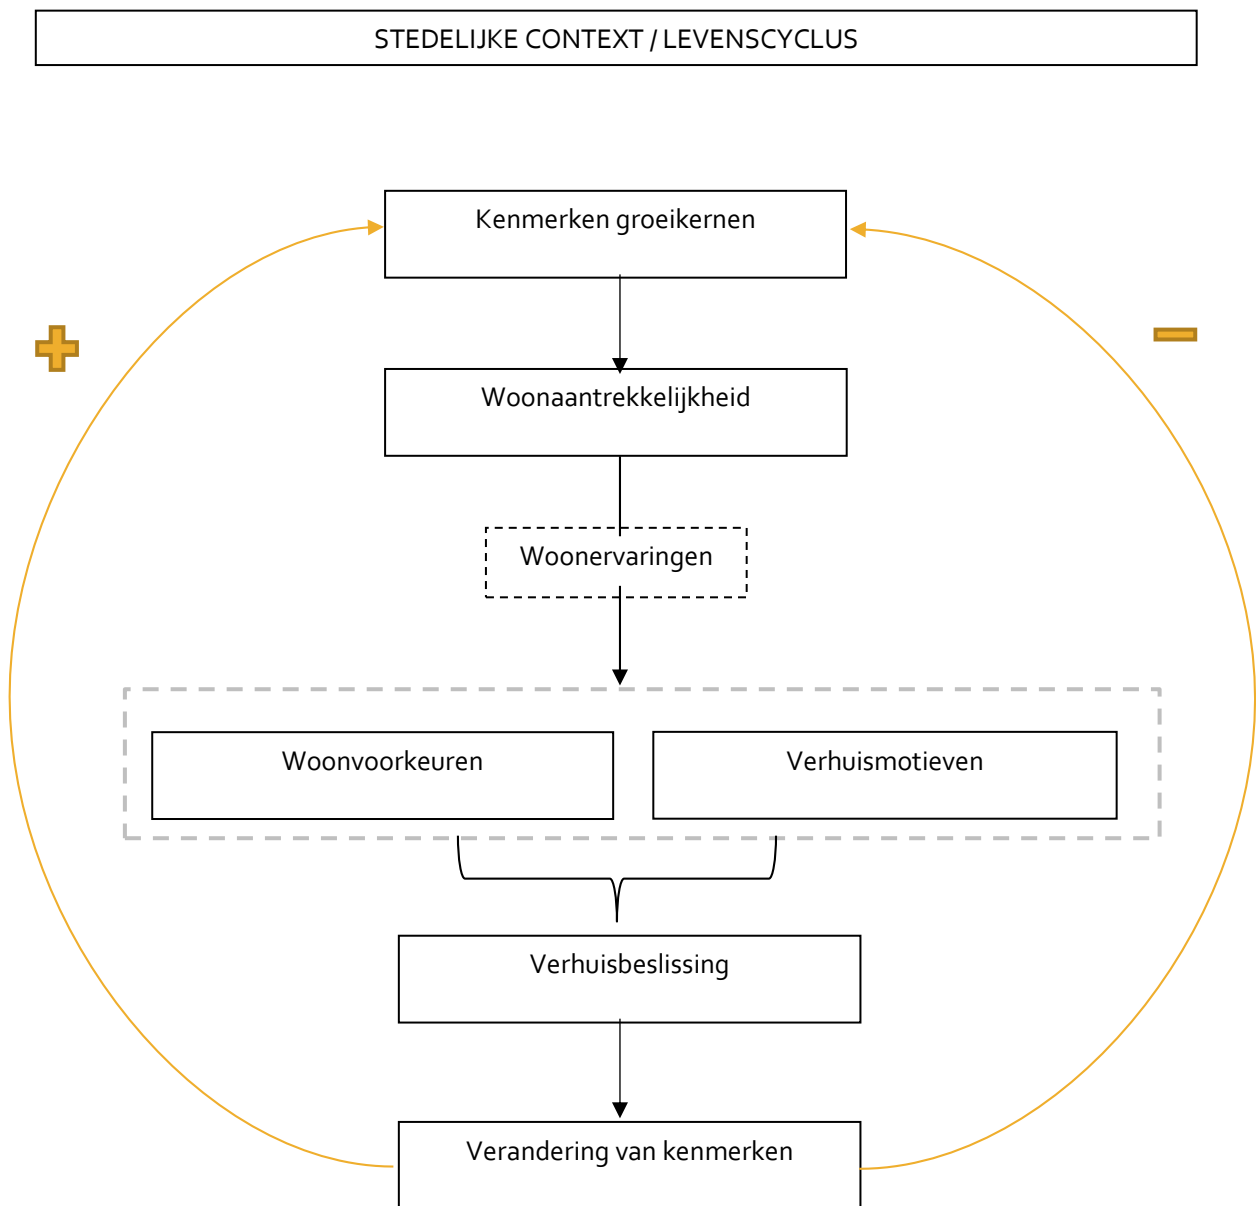 STEDELIJKE CONTEXT / LEVENSCYCLUS
Kenmerken groeikernen
Woonaantrekkelijkheid
Woonervaringen
Woonvoorkeuren
Verhuismotieven
Verhuisbeslissing
Verandering van kenmerken